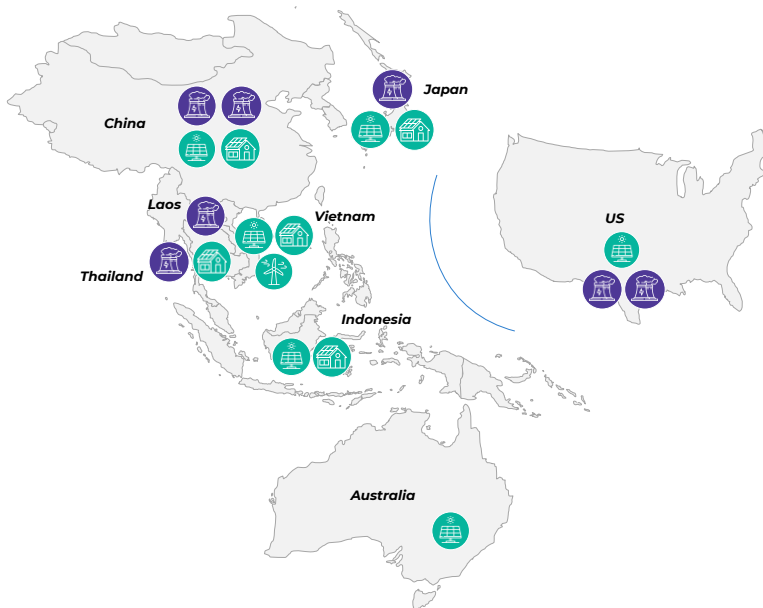 Japan
China
Laos
Vietnam
US
Thailand
Indonesia
Australia